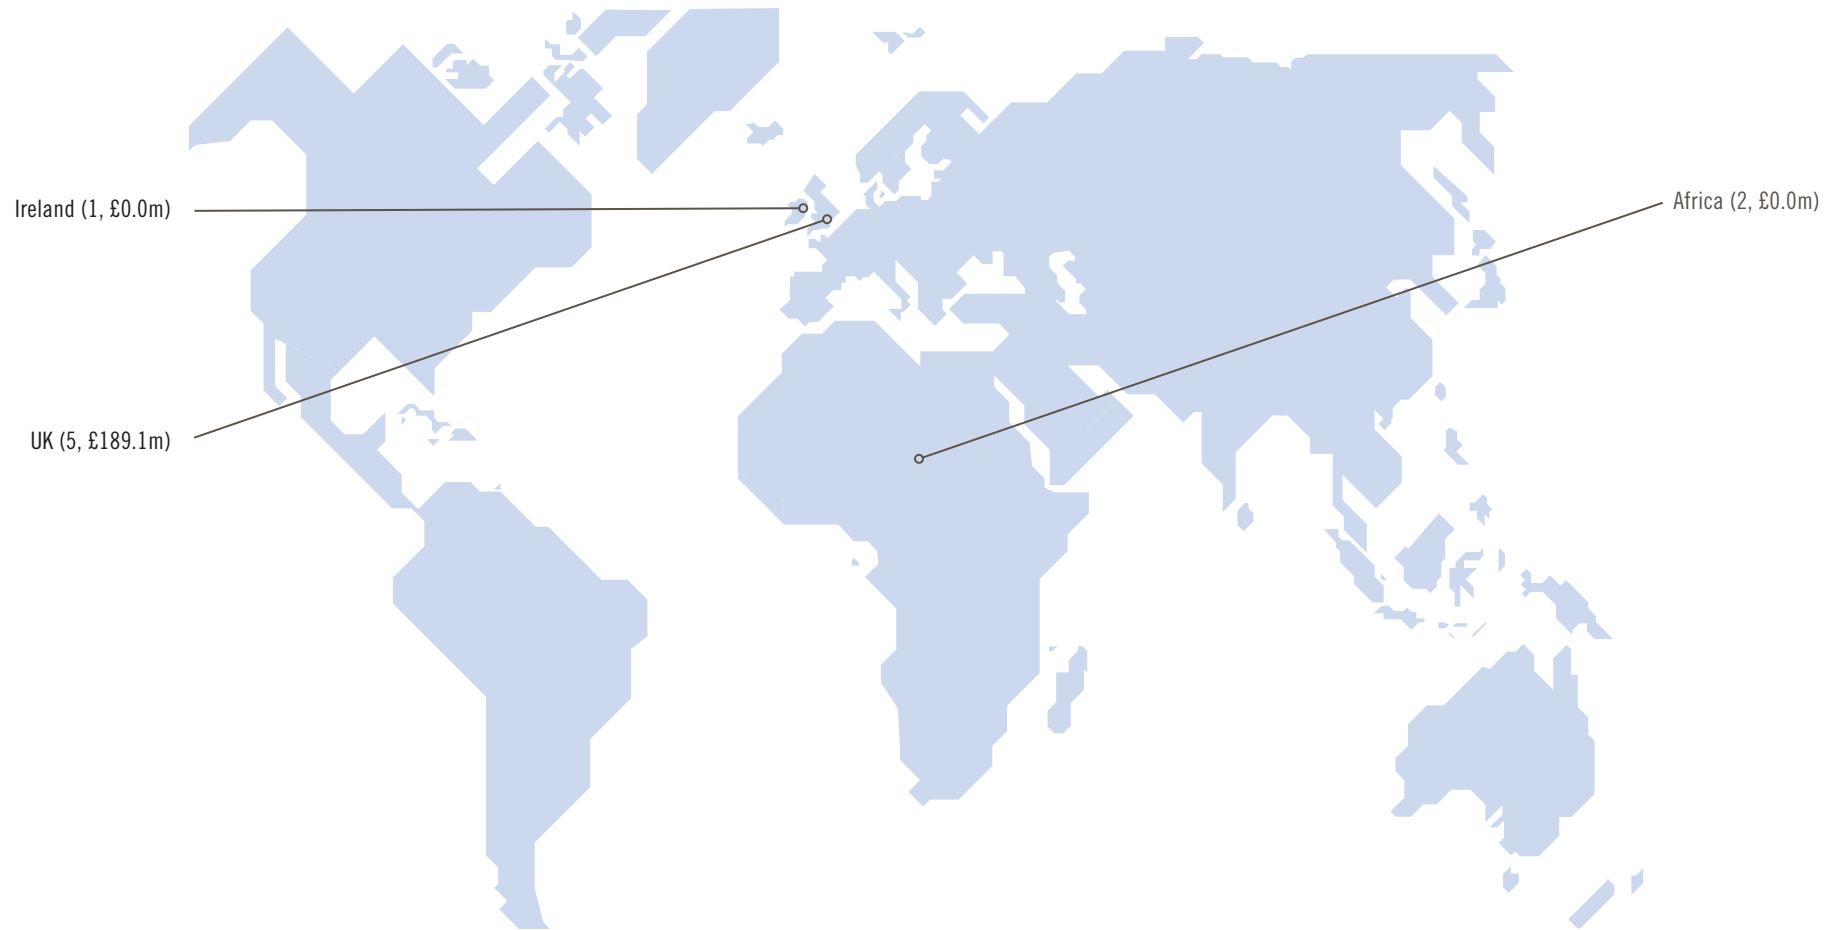 Ireland (1, £0.0m)
Africa (2, £0.0m)
UK (5, £189.1m)